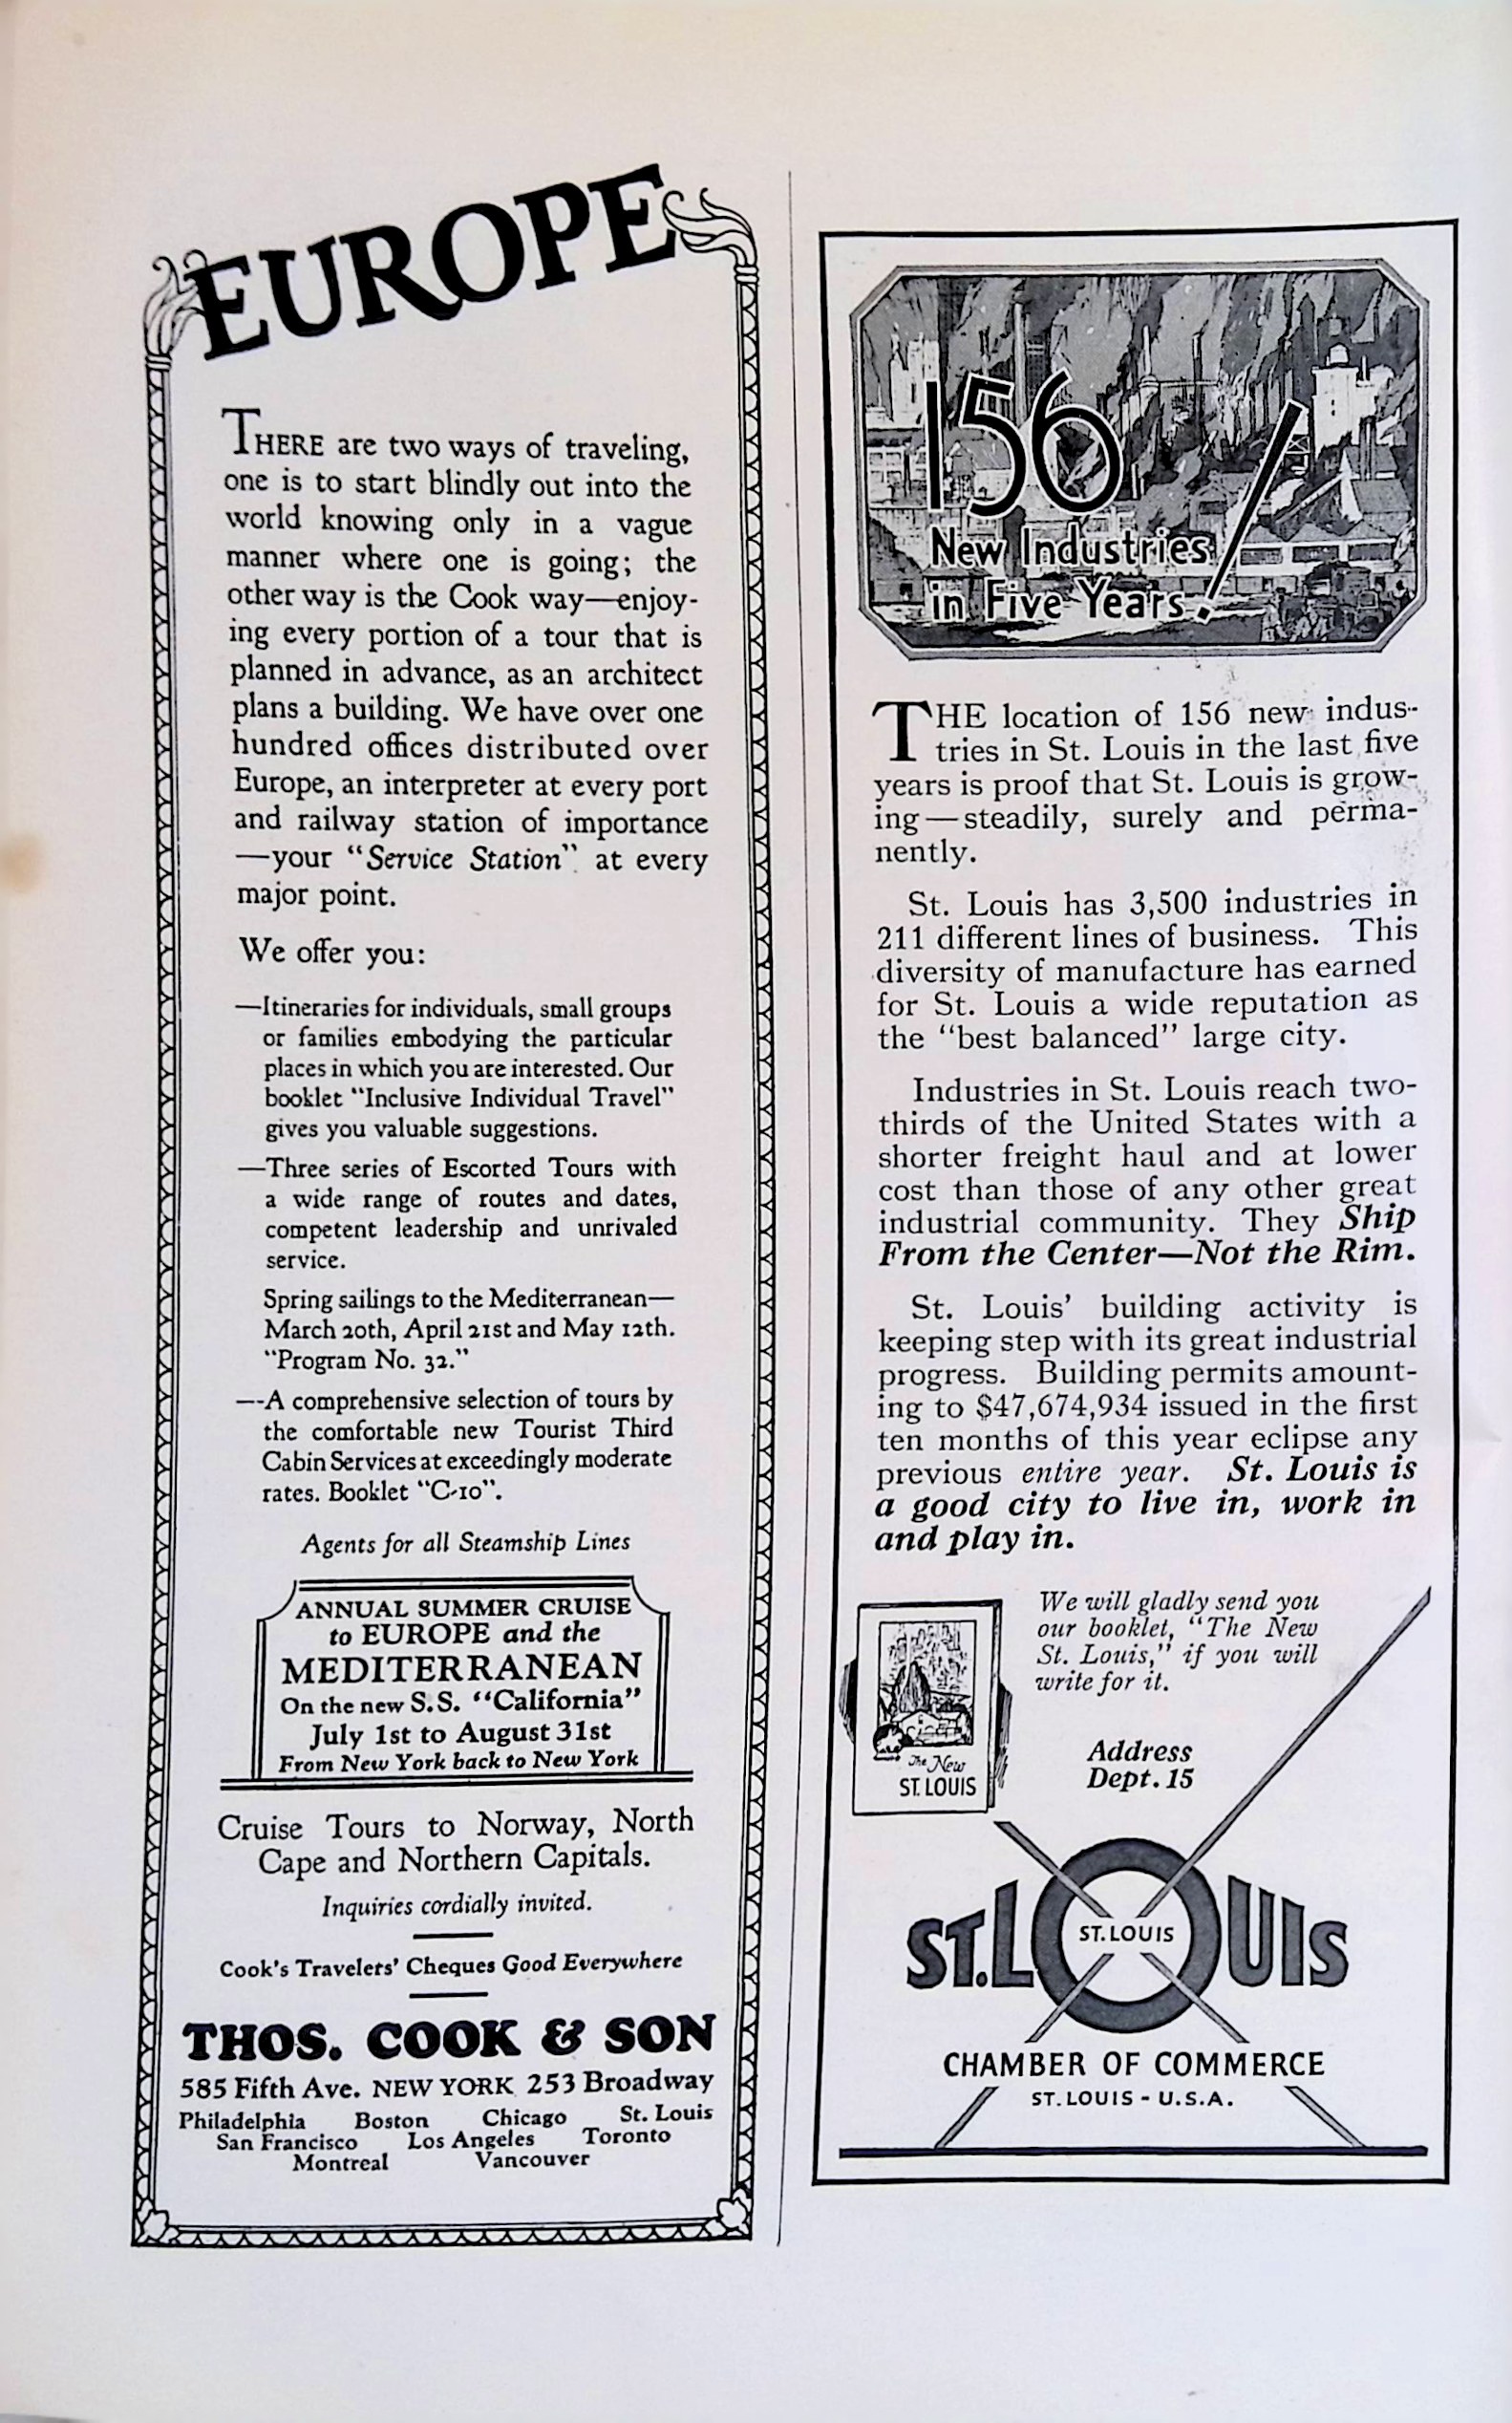 EUROPE
THERE are two ways of traveling,
one is to start blindly out into the
world knowing only in a vague
manner where one is going; the
other way is the Cook way—enjoy-
ing every portion of a tour that is
planned in advance, as an architect
plans a building. We have over one
hundred offices distributed over
Europe, an interpreter at every port
and railway station of importance
—your "Service Station" at every
major point.
We offer you:
—Itineraries for individuals, small groups
or families embodying the particular
places in which you are interested. Our
booklet "Inclusive Individual Travel"
gives you valuable suggestions.
—Three series of Escorted Tours with
a wide range of routes and dates,
competent leadership and unrivaled
service.
Spring sailings to the Mediterranean—
March 20th, April 21st and May 12th.
"Program No. 32."
—A comprehensive selection of tours by
the comfortable new Tourist Third
Cabin Services at exceedingly moderate
rates. Booklet "C-10".
Agents for all Steamship Lines
ANNUAL SUMMER CRUISE
to EUROPE and the
MEDITERRANEAN
On the new S.S. "California"
July 1st to August 31st
From New York back to New York
Cruise Tours to Norway, North
Cape and Northern Capitals.
Inquiries cordially invited.
Cook's Travelers' Cheques Good Everywhere
THOS. COOK & SON
585 Fifth Ave. NEW YORK 253 Broadway
Philadelphia Boston Chicago St. Louis
San Francisco Los Angeles Toronto
Montreal Vancouver
156
New Industries
in Five Years!
THE location of 156 new indus-
tries in St. Louis in the last five
years is proof that St. Louis is grow-
ing—steadily, surely and perma-
nently.
St. Louis has 3,500 industries in
211 different lines of business. This
diversity of manufacture has earned
for St. Louis a wide reputation as
the "best balanced" large city.
Industries in St. Louis reach two-
thirds of the United States with a
shorter freight haul and at lower
cost than those of any other great
industrial community. They Ship
From the Center—Not the Rim.
St. Louis' building activity is
keeping step with its great industrial
progress. Building permits amount-
ing to $47,674,934 issued in the first
ten months of this year eclipse any
previous entire year. St. Louis is
a good city to live in, work in
and play in.
We will gladly send you
our booklet, "The New
St. Louis," if you will
write for it.
The New
ST. LOUIS
Address
Dept. 15
ST. LOUIS
ST. LOUIS
CHAMBER OF COMMERCE
ST. LOUIS - U.S.A.